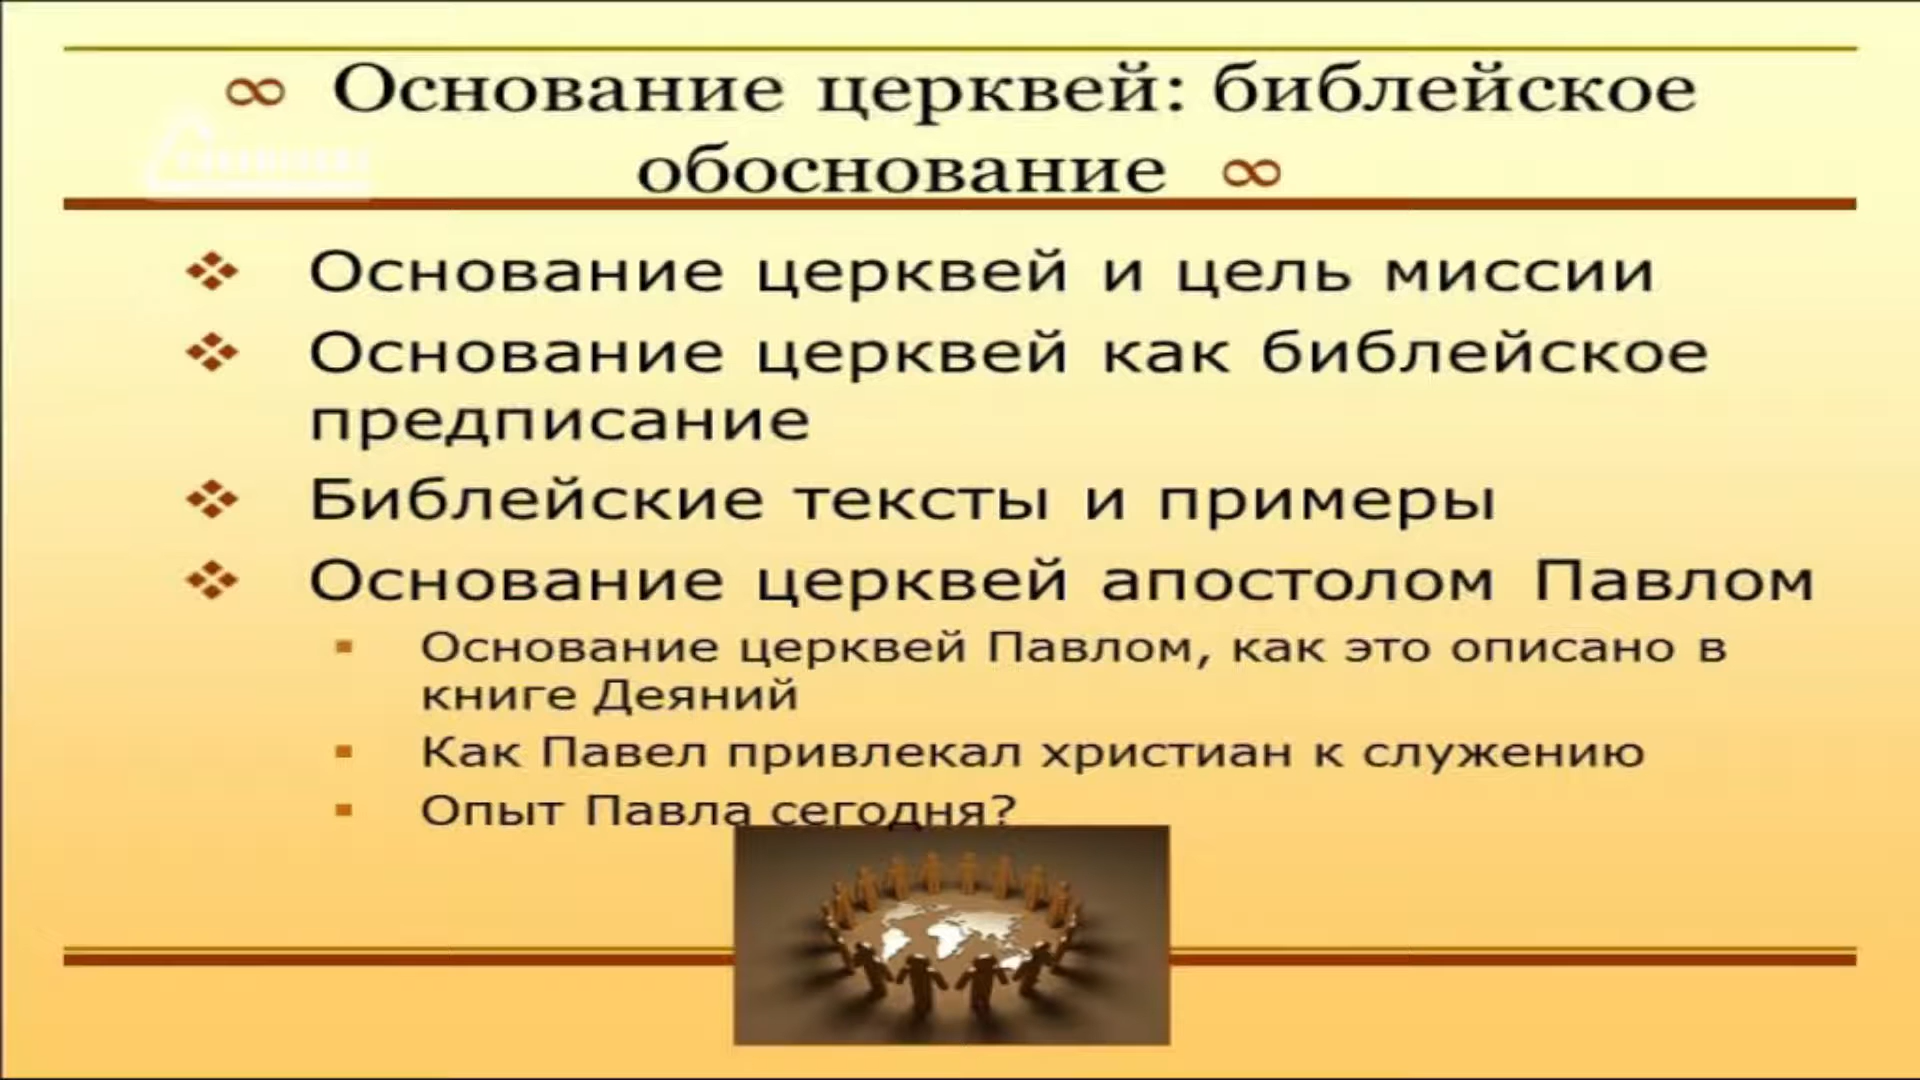 Основание церквей: библейское
обоснование
Основание церквей и цель миссии
Основание церквей как библейское
предписание
Библейские тексты и примеры
Основание церквей апостолом Павлом
Основание церквей Павлом, как это описано в
книге Деяний
Как Павел привлекал христиан к служению
Опыт Павла сегодня?